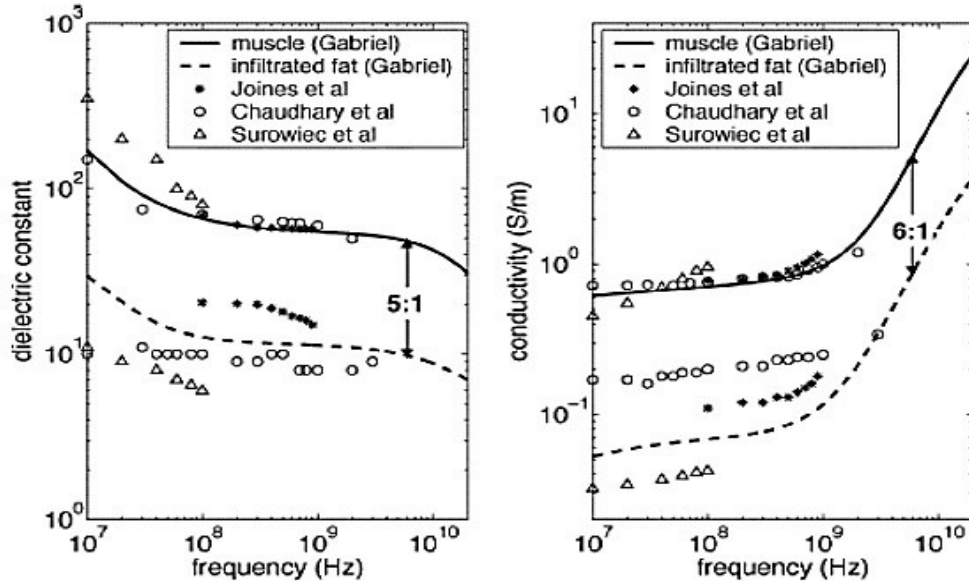 10³
muscle (Gabriel)
infiltrated fat (Gabriel)
Joines et al
Chaudhary et al
Surowiec et al
10²
10¹
10⁰
dielectric constant
5:1
10⁷ 10⁸ 10⁹ 10¹⁰
frequency (Hz)
muscle (Gabriel)
infiltrated fat (Gabriel)
Joines et al
Chaudhary et al
Surowiec et al
10¹
10⁰
10⁻¹
conductivity (S/m)
6:1
10⁷ 10⁸ 10⁹ 10¹⁰
frequency (Hz)